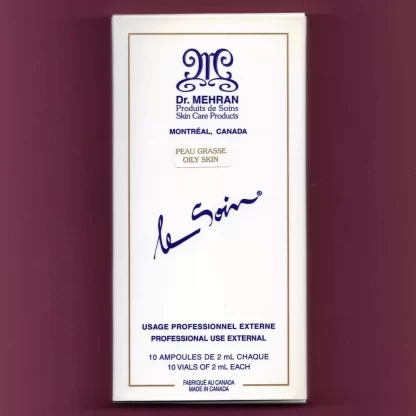 Dr. MEHRAN
Produits de Soins
Skin Care Products
MONTRÉAL, CANADA
PEAU GRASSE
OILY SKIN
le Soin®
USAGE PROFESSIONNEL EXTERNE
PROFESSIONAL USE EXTERNAL
10 AMPOULES DE 2 mL CHAQUE
10 VIALS OF 2 mL EACH
FABRIQUÉ AU CANADA
MADE IN CANADA